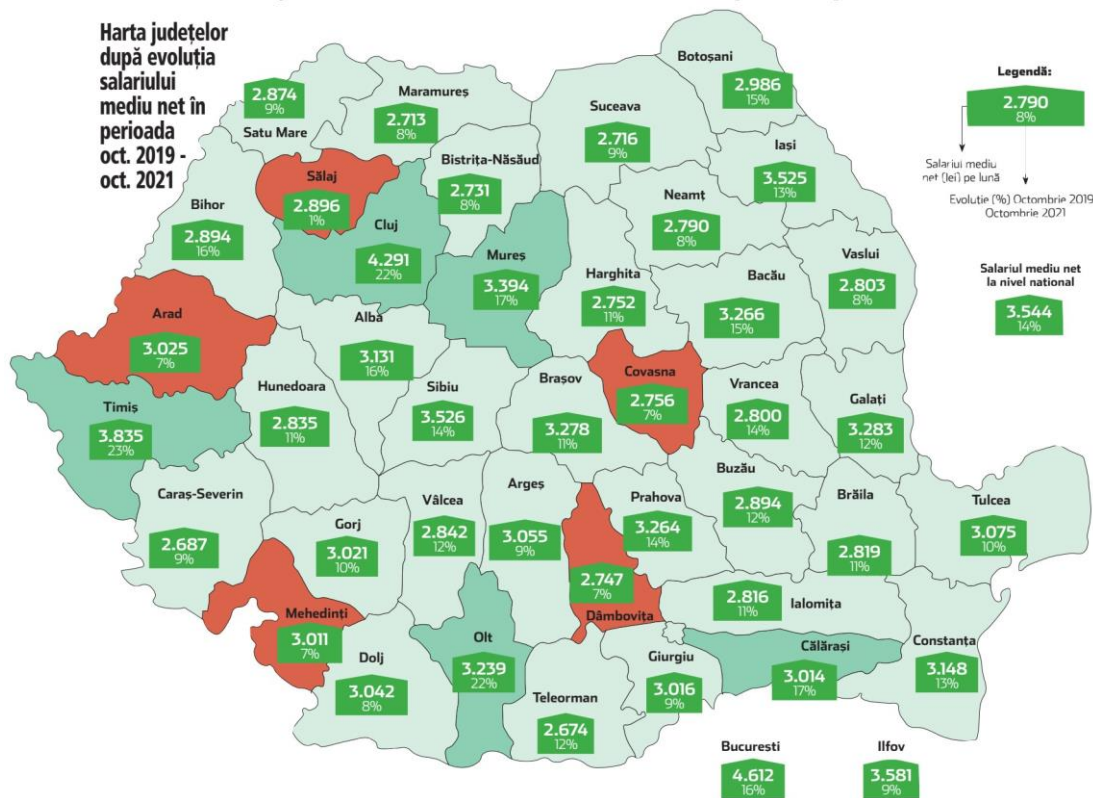 Harta județelor
după evoluția
salariului
mediu net în
perioada
oct. 2019 -
oct. 2021
Legendă:
2.790
8%
Salariul mediu
net (lei) pe lună
Evoluție (%) Octombrie 2019
Octombrie 2021
Salariul mediu net
la nivel național
3.544
14%
2.874
9%
Satu Mare
Maramureș
2.713
8%
Suceava
2.716
9%
Botoșani
2.986
15%
Iași
3.525
13%
Sălaj
2.896
1%
Bistrița-Năsăud
2.731
8%
Neamț
2.790
8%
Bihor
2.894
16%
Cluj
4.291
22%
Mureș
3.394
17%
Harghita
2.752
11%
Bacău
3.266
15%
Vaslui
2.803
8%
Arad
3.025
7%
Alba
3.131
16%
Timiș
3.835
23%
Hunedoara
2.835
11%
Sibiu
3.526
14%
Brașov
3.278
11%
Covasna
2.756
7%
Vrancea
2.800
14%
Galați
3.283
12%
Caraș-Severin
2.687
9%
Gorj
3.021
10%
Vâlcea
2.842
12%
Argeș
3.055
9%
Prahova
3.264
14%
Buzău
2.894
12%
Brăila
2.819
11%
Tulcea
3.075
10%
2.747
7%
Dâmbovița
Mehedinți
3.011
7%
Dolj
3.042
8%
Olt
3.239
22%
Teleorman
2.674
12%
Giurgiu
3.016
9%
2.816
11%
Ialomița
Călărași
3.014
17%
Constanța
3.148
13%
București
4.612
16%
Ilfov
3.581
9%